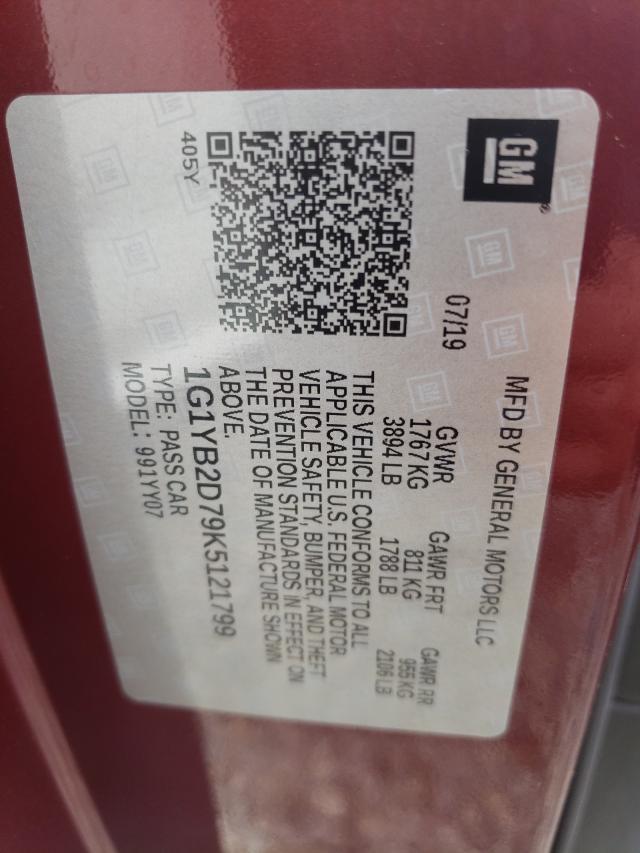 GM
MFD BY GENERAL MOTORS LLC
07/19
GVWR GAWR FRT GAWR RR
1767 KG 811 KG 955 KG
3894 LB 1788 LB 2106 LB
THIS VEHICLE CONFORMS TO ALL
APPLICABLE U.S. FEDERAL MOTOR
VEHICLE SAFETY, BUMPER, AND THEFT
PREVENTION STANDARDS IN EFFECT ON
THE DATE OF MANUFACTURE SHOWN
ABOVE.
1G1YB2D79K5121799
TYPE: PASS CAR
MODEL: 991YY07
405Y